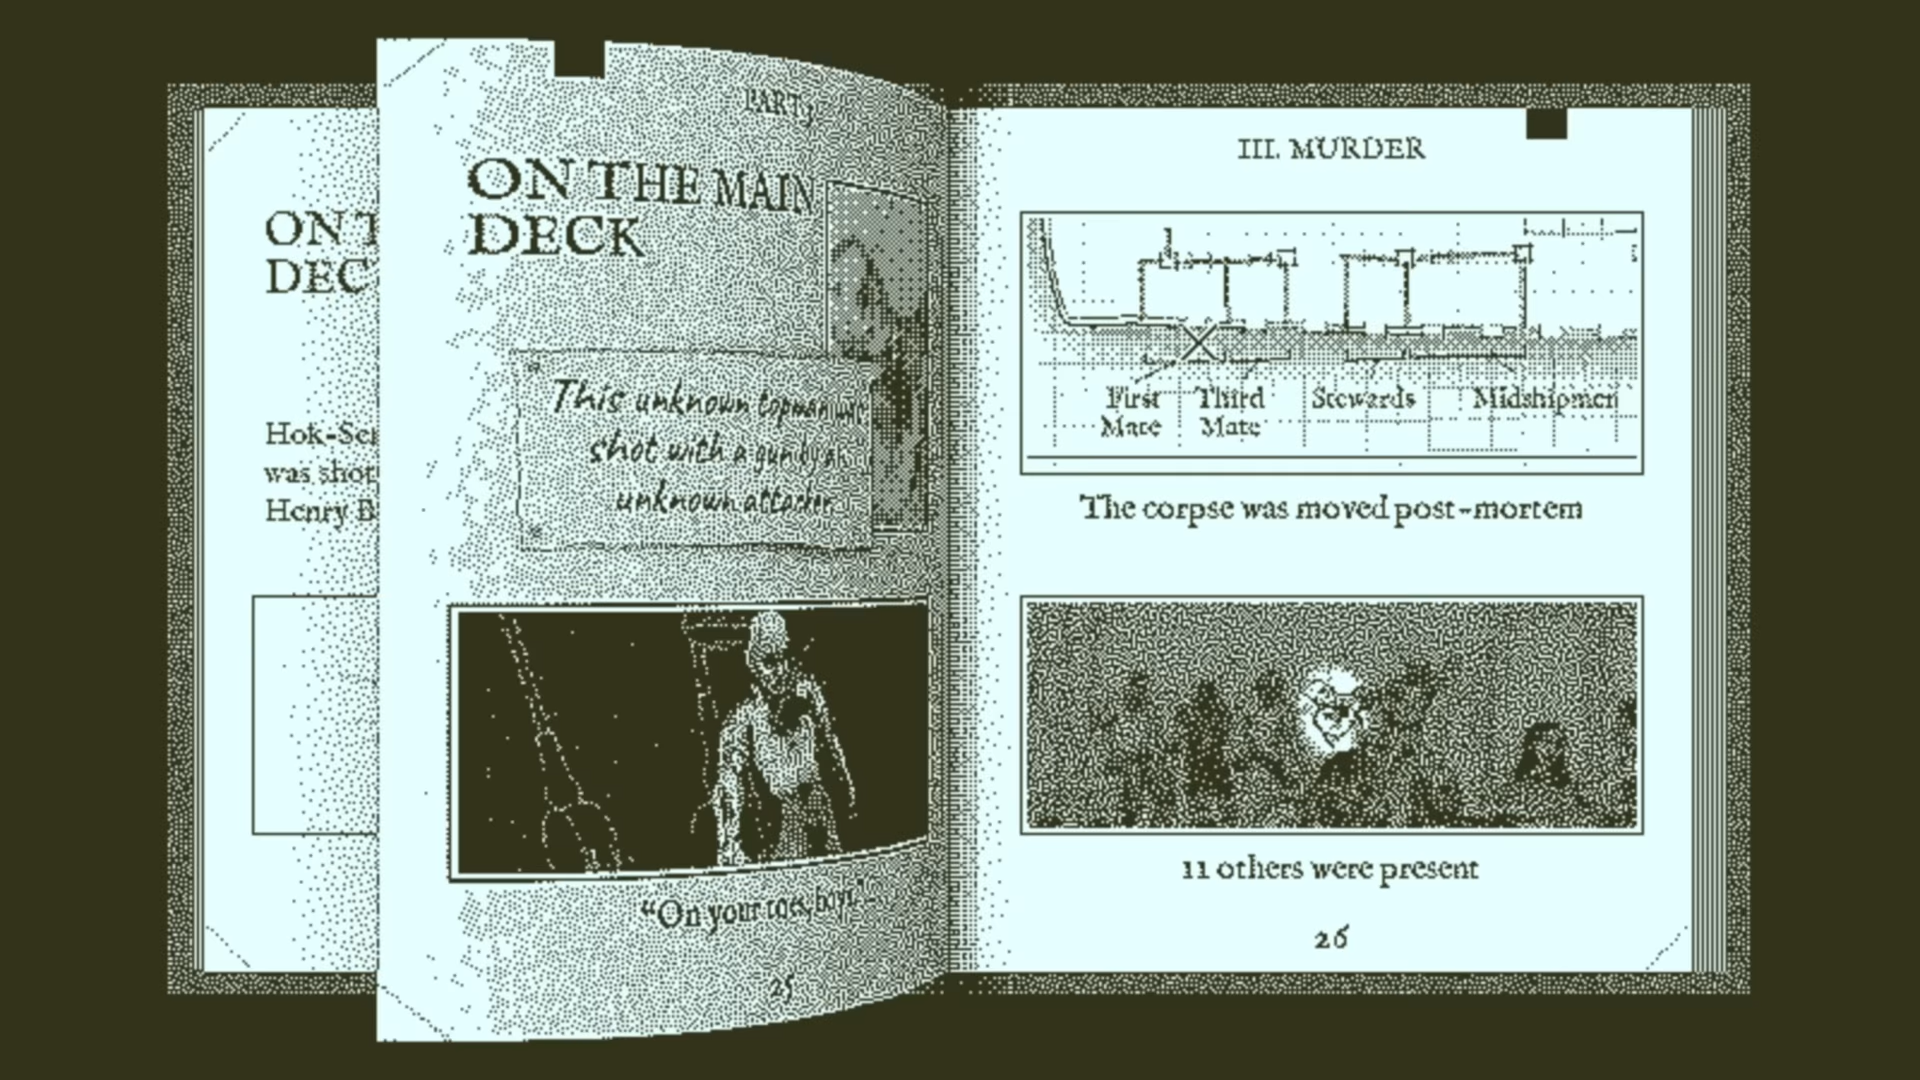 ON T
DEC
Hok-Se
was shot
Henry B
PART 3
ON THE MAIN
DECK
This unknown topman was
shot with a gun by an
unknown attacker.
"On your toes, boys!"
25
III. MURDER
First Third Stewards Midshipmen
Mate Mate
The corpse was moved post-mortem
11 others were present
26